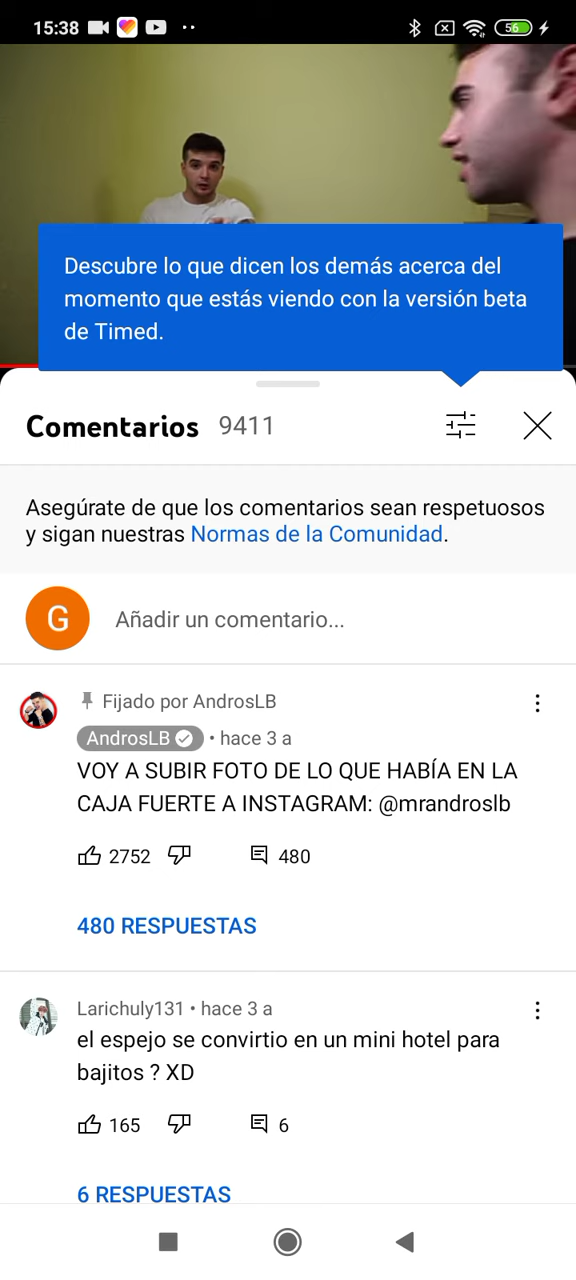 15:38
56
Descubre lo que dicen los demás acerca del
momento que estás viendo con la versión beta
de Timed.
Comentarios 9411
Asegúrate de que los comentarios sean respetuosos
y sigan nuestras Normas de la Comunidad.
G
Añadir un comentario...
Fijado por AndrosLB
AndrosLB • hace 3 a
VOY A SUBIR FOTO DE LO QUE HABÍA EN LA
CAJA FUERTE A INSTAGRAM: @mrandroslb
2752 480
480 RESPUESTAS
Larichuly131 • hace 3 a
el espejo se convirtio en un mini hotel para
bajitos ? XD
165 6
6 RESPUESTAS